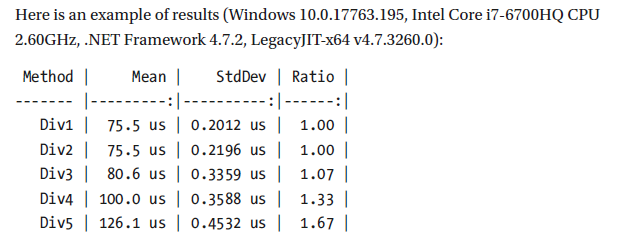 Here is an example of results (Windows 10.0.17763.195, Intel Core i7-6700HQ CPU
2.60GHz, .NET Framework 4.7.2, LegacyJIT-x64 v4.7.3260.0):
Method | Mean | StdDev | Ratio |
------- |---------:|----------:|------:|
Div1 | 75.5 us | 0.2012 us | 1.00 |
Div2 | 75.5 us | 0.2196 us | 1.00 |
Div3 | 80.6 us | 0.3359 us | 1.07 |
Div4 | 100.0 us | 0.3588 us | 1.33 |
Div5 | 126.1 us | 0.4532 us | 1.67 |